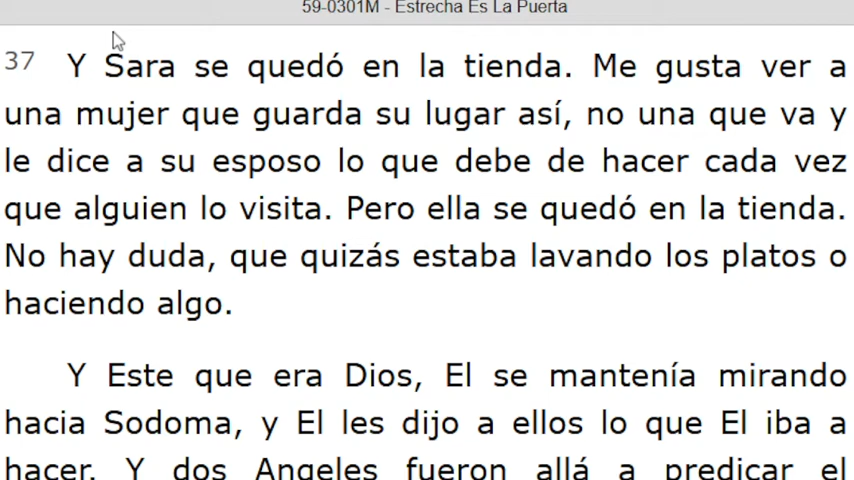 59-0301M - Estrecha Es La Puerta
37 Y Sara se quedó en la tienda. Me gusta ver a
una mujer que guarda su lugar así, no una que va y
le dice a su esposo lo que debe de hacer cada vez
que alguien lo visita. Pero ella se quedó en la tienda.
No hay duda, que quizás estaba lavando los platos o
haciendo algo.
Y Este que era Dios, El se mantenía mirando
hacia Sodoma, y El les dijo a ellos lo que El iba a
hacer. Y dos Angeles fueron allá a predicar el